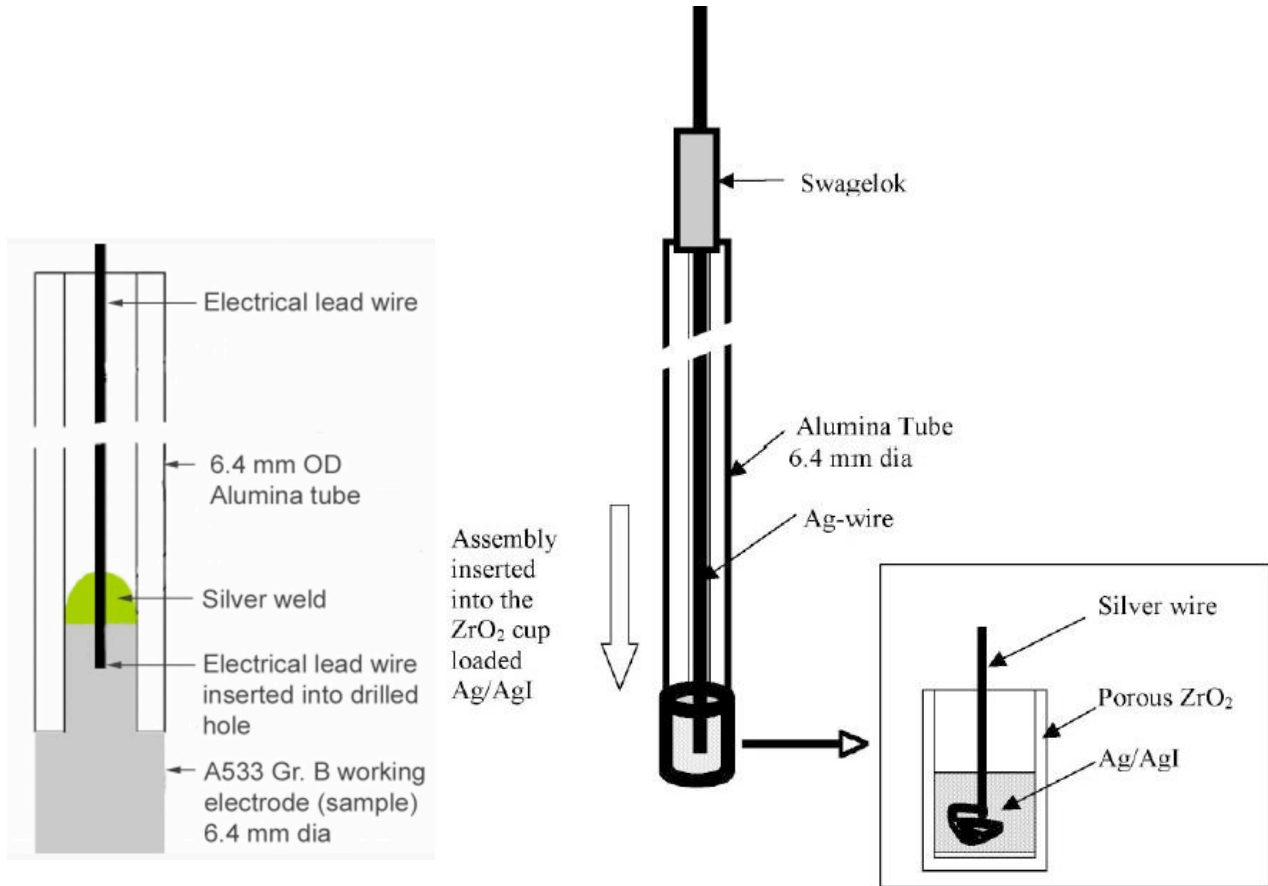 Electrical lead wire
6.4 mm OD
Alumina tube
Silver weld
Electrical lead wire
inserted into drilled
hole
A533 Gr. B working
electrode (sample)
6.4 mm dia
Swagelok
Alumina Tube
6.4 mm dia
Ag-wire
Assembly
inserted
into the
ZrO₂ cup
loaded
Ag/AgI
Silver wire
Porous ZrO₂
Ag/AgI